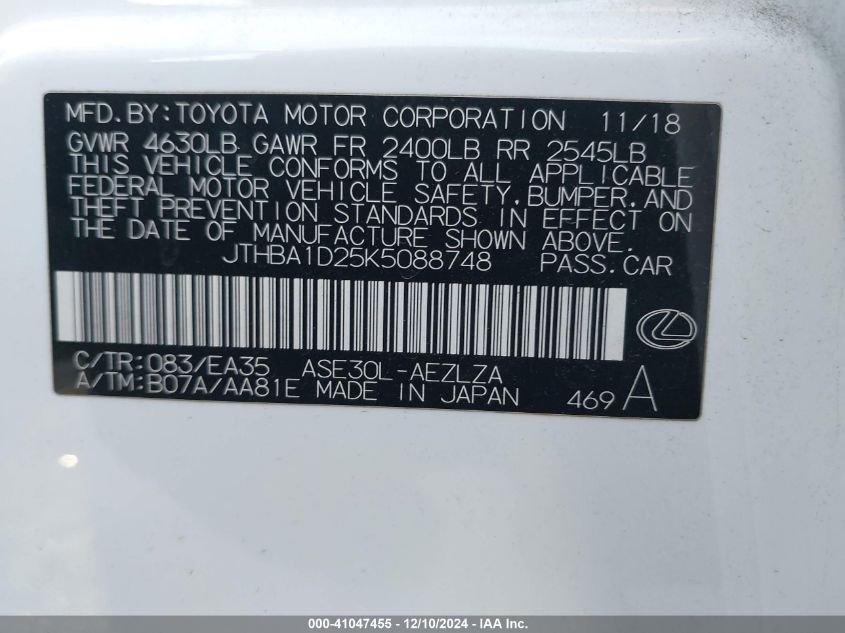 MFD.BY:TOYOTA MOTOR CORPORATION 11/18
GVWR 4630LB GAWR FR 2400LB RR 2545LB
THIS VEHICLE CONFORMS TO ALL APPLICABLE
FEDERAL MOTOR VEHICLE SAFETY,BUMPER,AND
THEFT PREVENTION STANDARDS IN EFFECT ON
THE DATE OF MANUFACTURE SHOWN ABOVE.
JTHBA1D25K5088748 PASS.CAR
C/TR:083/EA35 ASE30L-AEZLZA
A/TM:B07A/AA81E MADE IN JAPAN 469 A
000-41047455 - 12/10/2024 - IAA Inc.